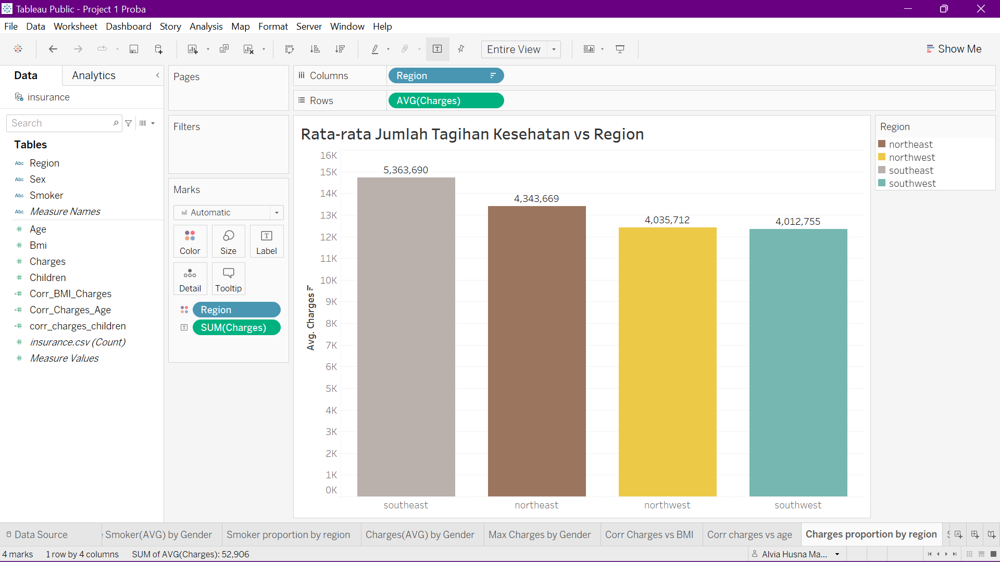 Tableau Public - Project 1 Proba
File Data Worksheet Dashboard Story Analysis Map Format Server Window Help
Entire View
Show Me
Data
Analytics
insurance
Search
Tables
Abc Region
Abc Sex
Abc Smoker
Abc Measure Names
# Age
# Bmi
# Charges
# Children
=# Corr_BMI_Charges
=# Corr_Charges_Age
=# corr_charges_children
# insurance.csv (Count)
# Measure Values
Pages
Filters
Marks
Automatic
Color Size Label
Detail Tooltip
Region
SUM(Charges)
Columns Region
Rows AVG(Charges)
Rata-rata Jumlah Tagihan Kesehatan vs Region
Avg. Charges
16K
15K
14K
13K
12K
11K
10K
9K
8K
7K
6K
5K
4K
3K
2K
1K
0K
5,363,690
4,343,669
4,035,712
4,012,755
southeast northeast northwest southwest
Region
northeast
northwest
southeast
southwest
Data Source
Smoker(AVG) by Gender
Smoker proportion by region
Charges(AVG) by Gender
Max Charges by Gender
Corr Charges vs BMI
Corr charges vs age
Charges proportion by region
4 marks 1 row by 4 columns SUM of AVG(Charges): 52,906
Alvia Husna Ma...